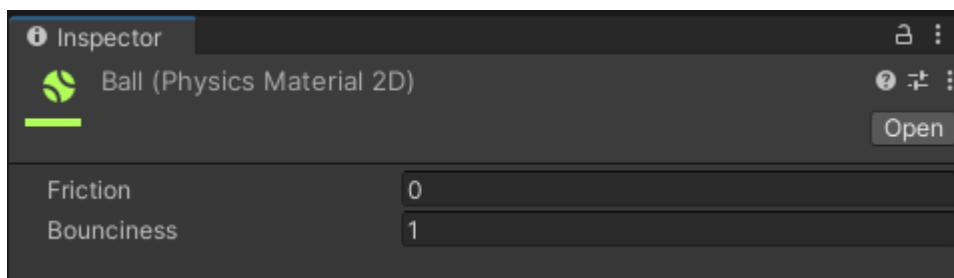 Inspector
Ball (Physics Material 2D)
Open
Friction 0
Bounciness 1